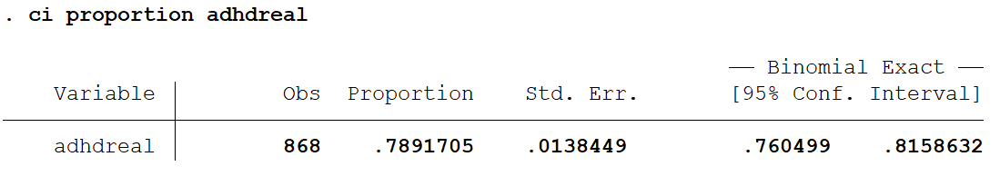 . ci proportion adhdreal
— Binomial Exact —
Variable Obs Proportion Std. Err. [95% Conf. Interval]
adhdreal 868 .7891705 .0138449 .760499 .8158632